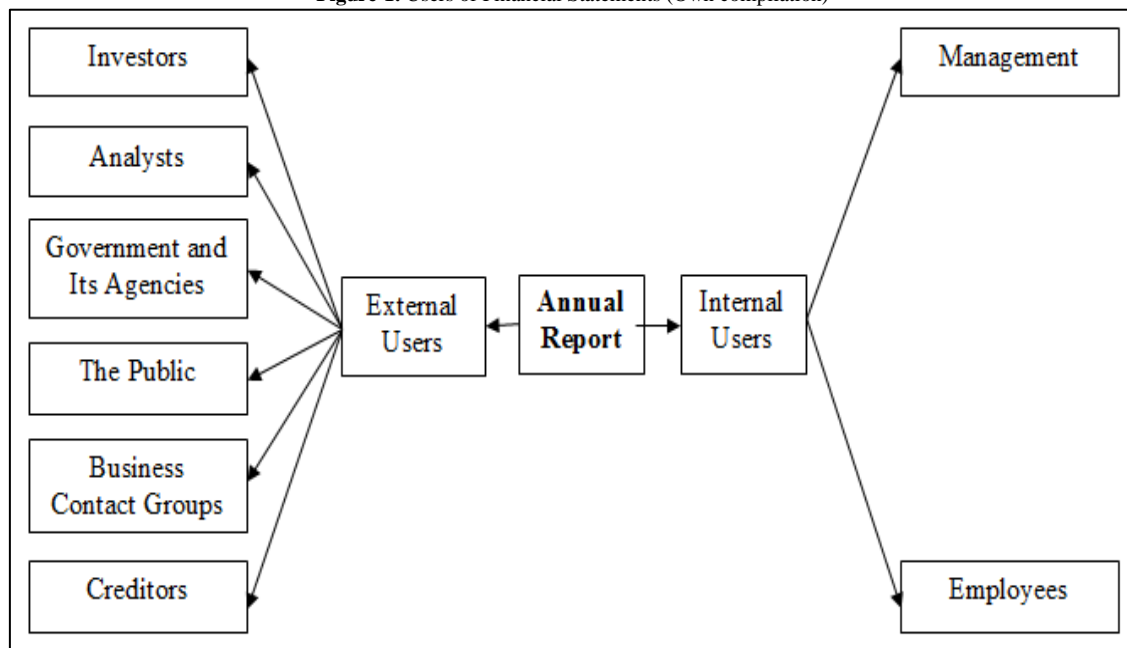 Figure 1: Users of Financial Statements (Own compilation)
Investors
Analysts
Government and
Its Agencies
The Public
Business
Contact Groups
Creditors
External
Users
Annual
Report
Internal
Users
Management
Employees